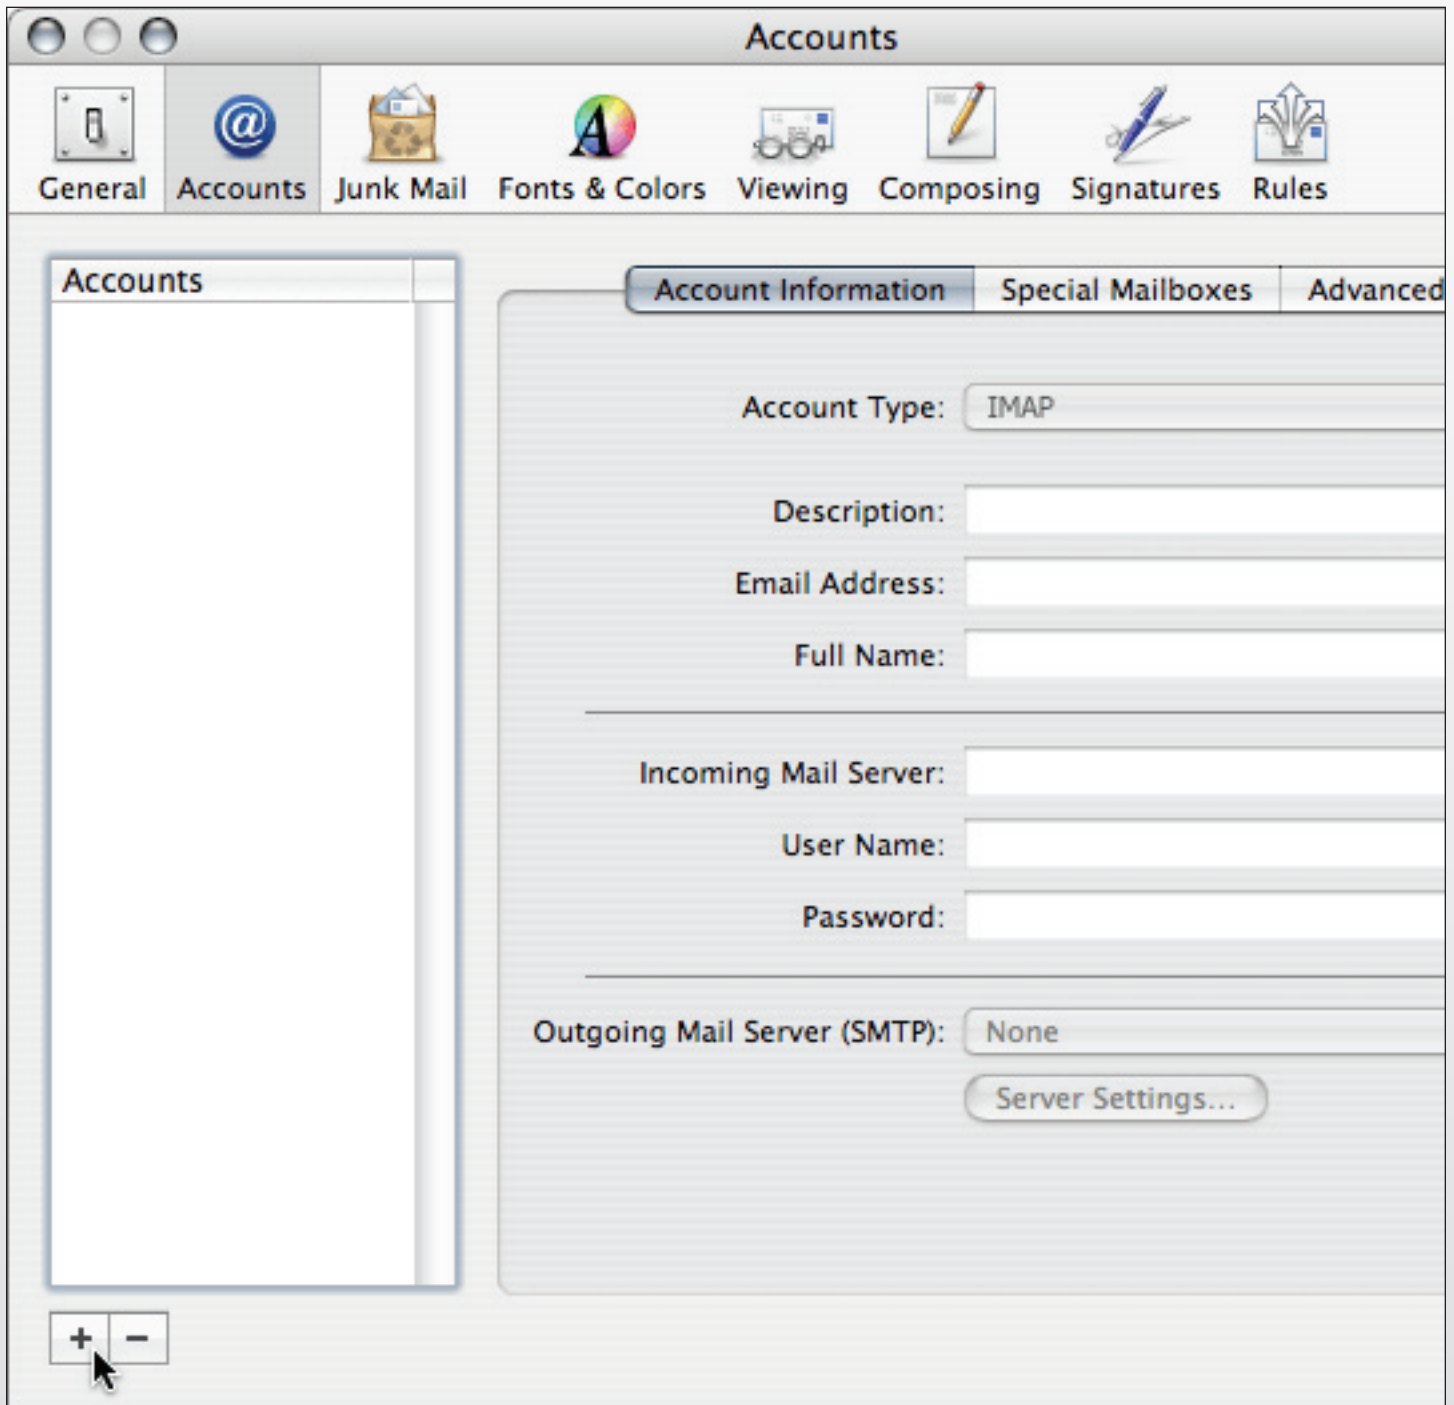 Accounts
General Accounts Junk Mail Fonts & Colors Viewing Composing Signatures Rules
Accounts
Account Information Special Mailboxes Advanced
Account Type: IMAP
Description:
Email Address:
Full Name:
Incoming Mail Server:
User Name:
Password:
Outgoing Mail Server (SMTP): None
Server Settings...
+ −